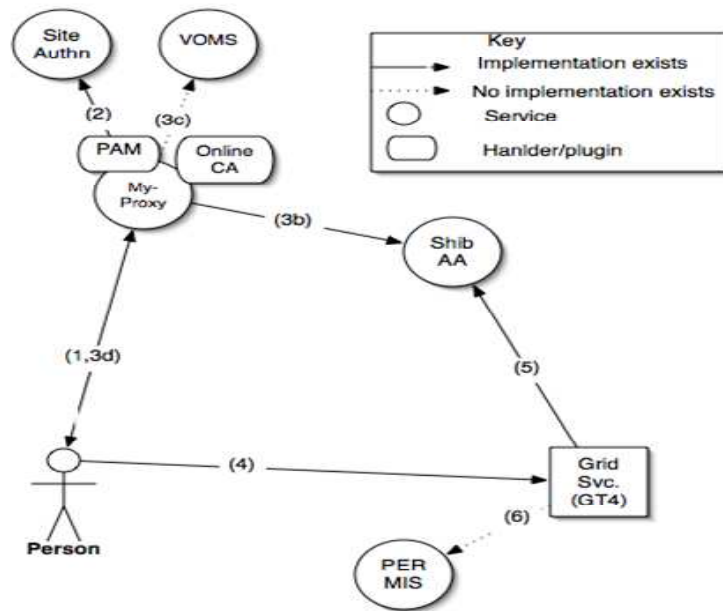 Site
Authn
VOMS
Key
Implementation exists
No implementation exists
Service
Hanlder/plugin
(2)
(3c)
PAM
Online
CA
My-
Proxy
(3b)
Shib
AA
(1,3d)
(5)
(4)
Grid
Svc.
(GT4)
(6)
Person
PER
MIS